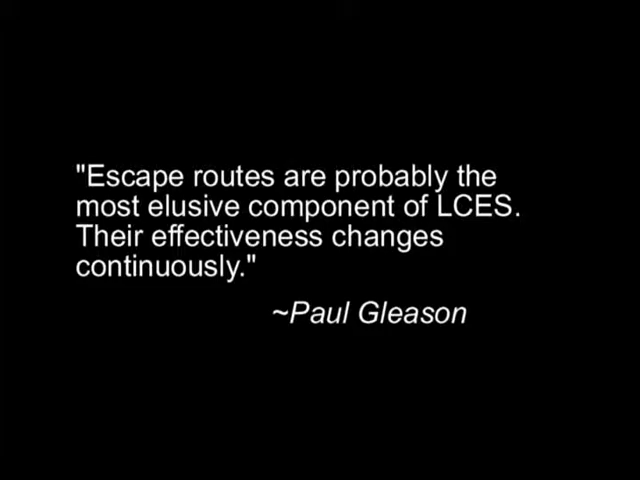 "Escape routes are probably the
most elusive component of LCES.
Their effectiveness changes
continuously."
~Paul Gleason